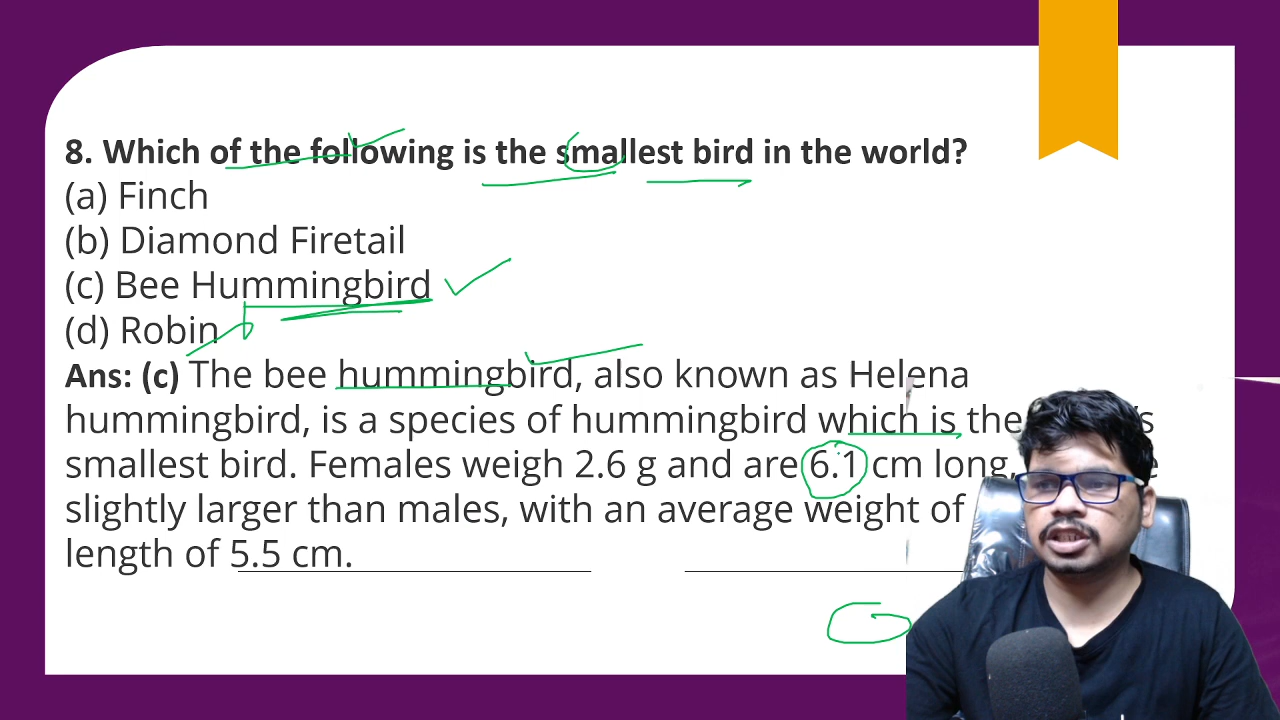 8. Which of the following is the smallest bird in the world?
(a) Finch
(b) Diamond Firetail
(c) Bee Hummingbird
(d) Robin
Ans: (c) The bee hummingbird, also known as Helena
hummingbird, is a species of hummingbird which is the
smallest bird. Females weigh 2.6 g and are 6.1 cm long,
slightly larger than males, with an average weight of
length of 5.5 cm.